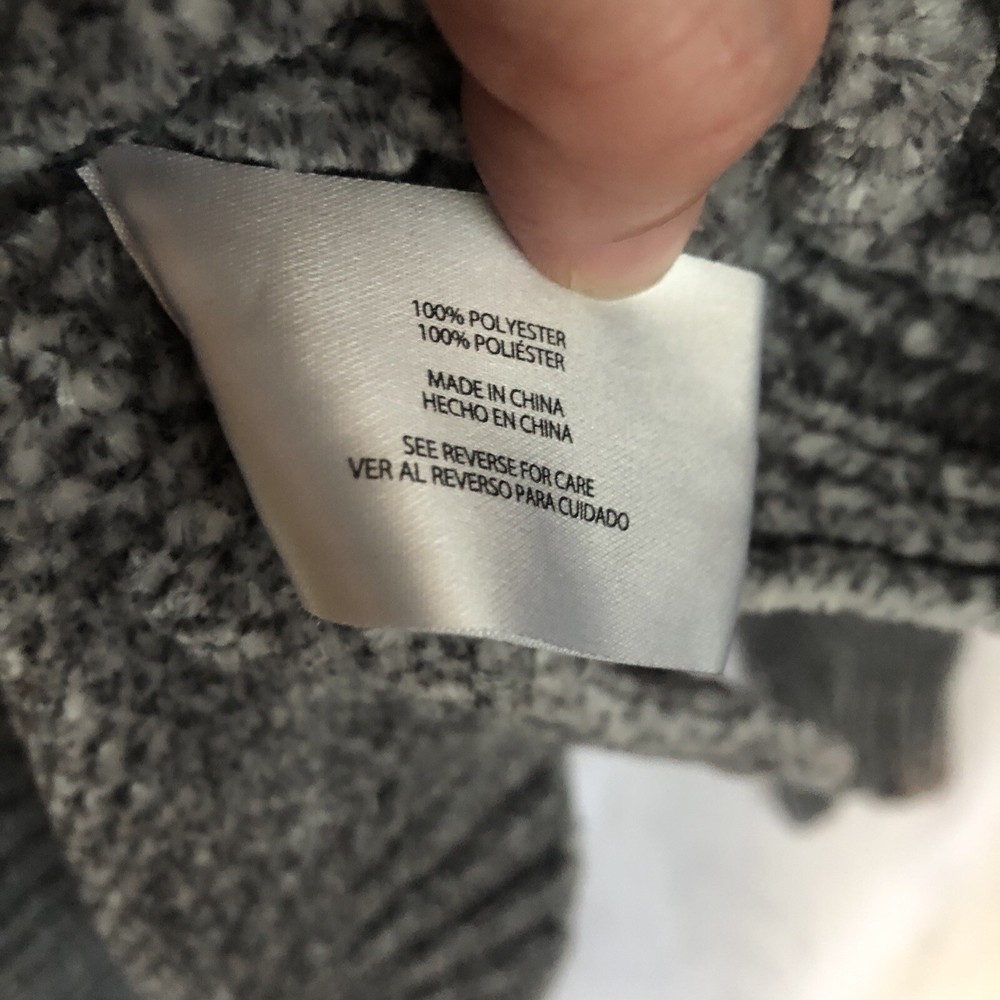 100% POLYESTER
100% POLIÉSTER
MADE IN CHINA
HECHO EN CHINA
SEE REVERSE FOR CARE
VER AL REVERSO PARA CUIDADO